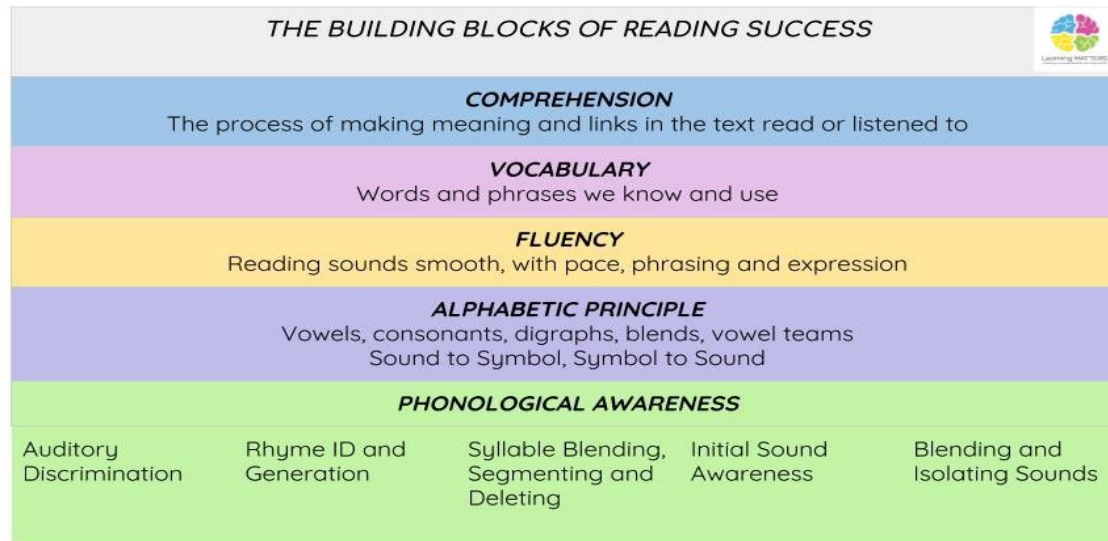 THE BUILDING BLOCKS OF READING SUCCESS
Learning MATTERS
COMPREHENSION
The process of making meaning and links in the text read or listened to
VOCABULARY
Words and phrases we know and use
FLUENCY
Reading sounds smooth, with pace, phrasing and expression
ALPHABETIC PRINCIPLE
Vowels, consonants, digraphs, blends, vowel teams
Sound to Symbol, Symbol to Sound
PHONOLOGICAL AWARENESS
Auditory
Discrimination
Rhyme ID and
Generation
Syllable Blending,
Segmenting and
Deleting
Initial Sound
Awareness
Blending and
Isolating Sounds